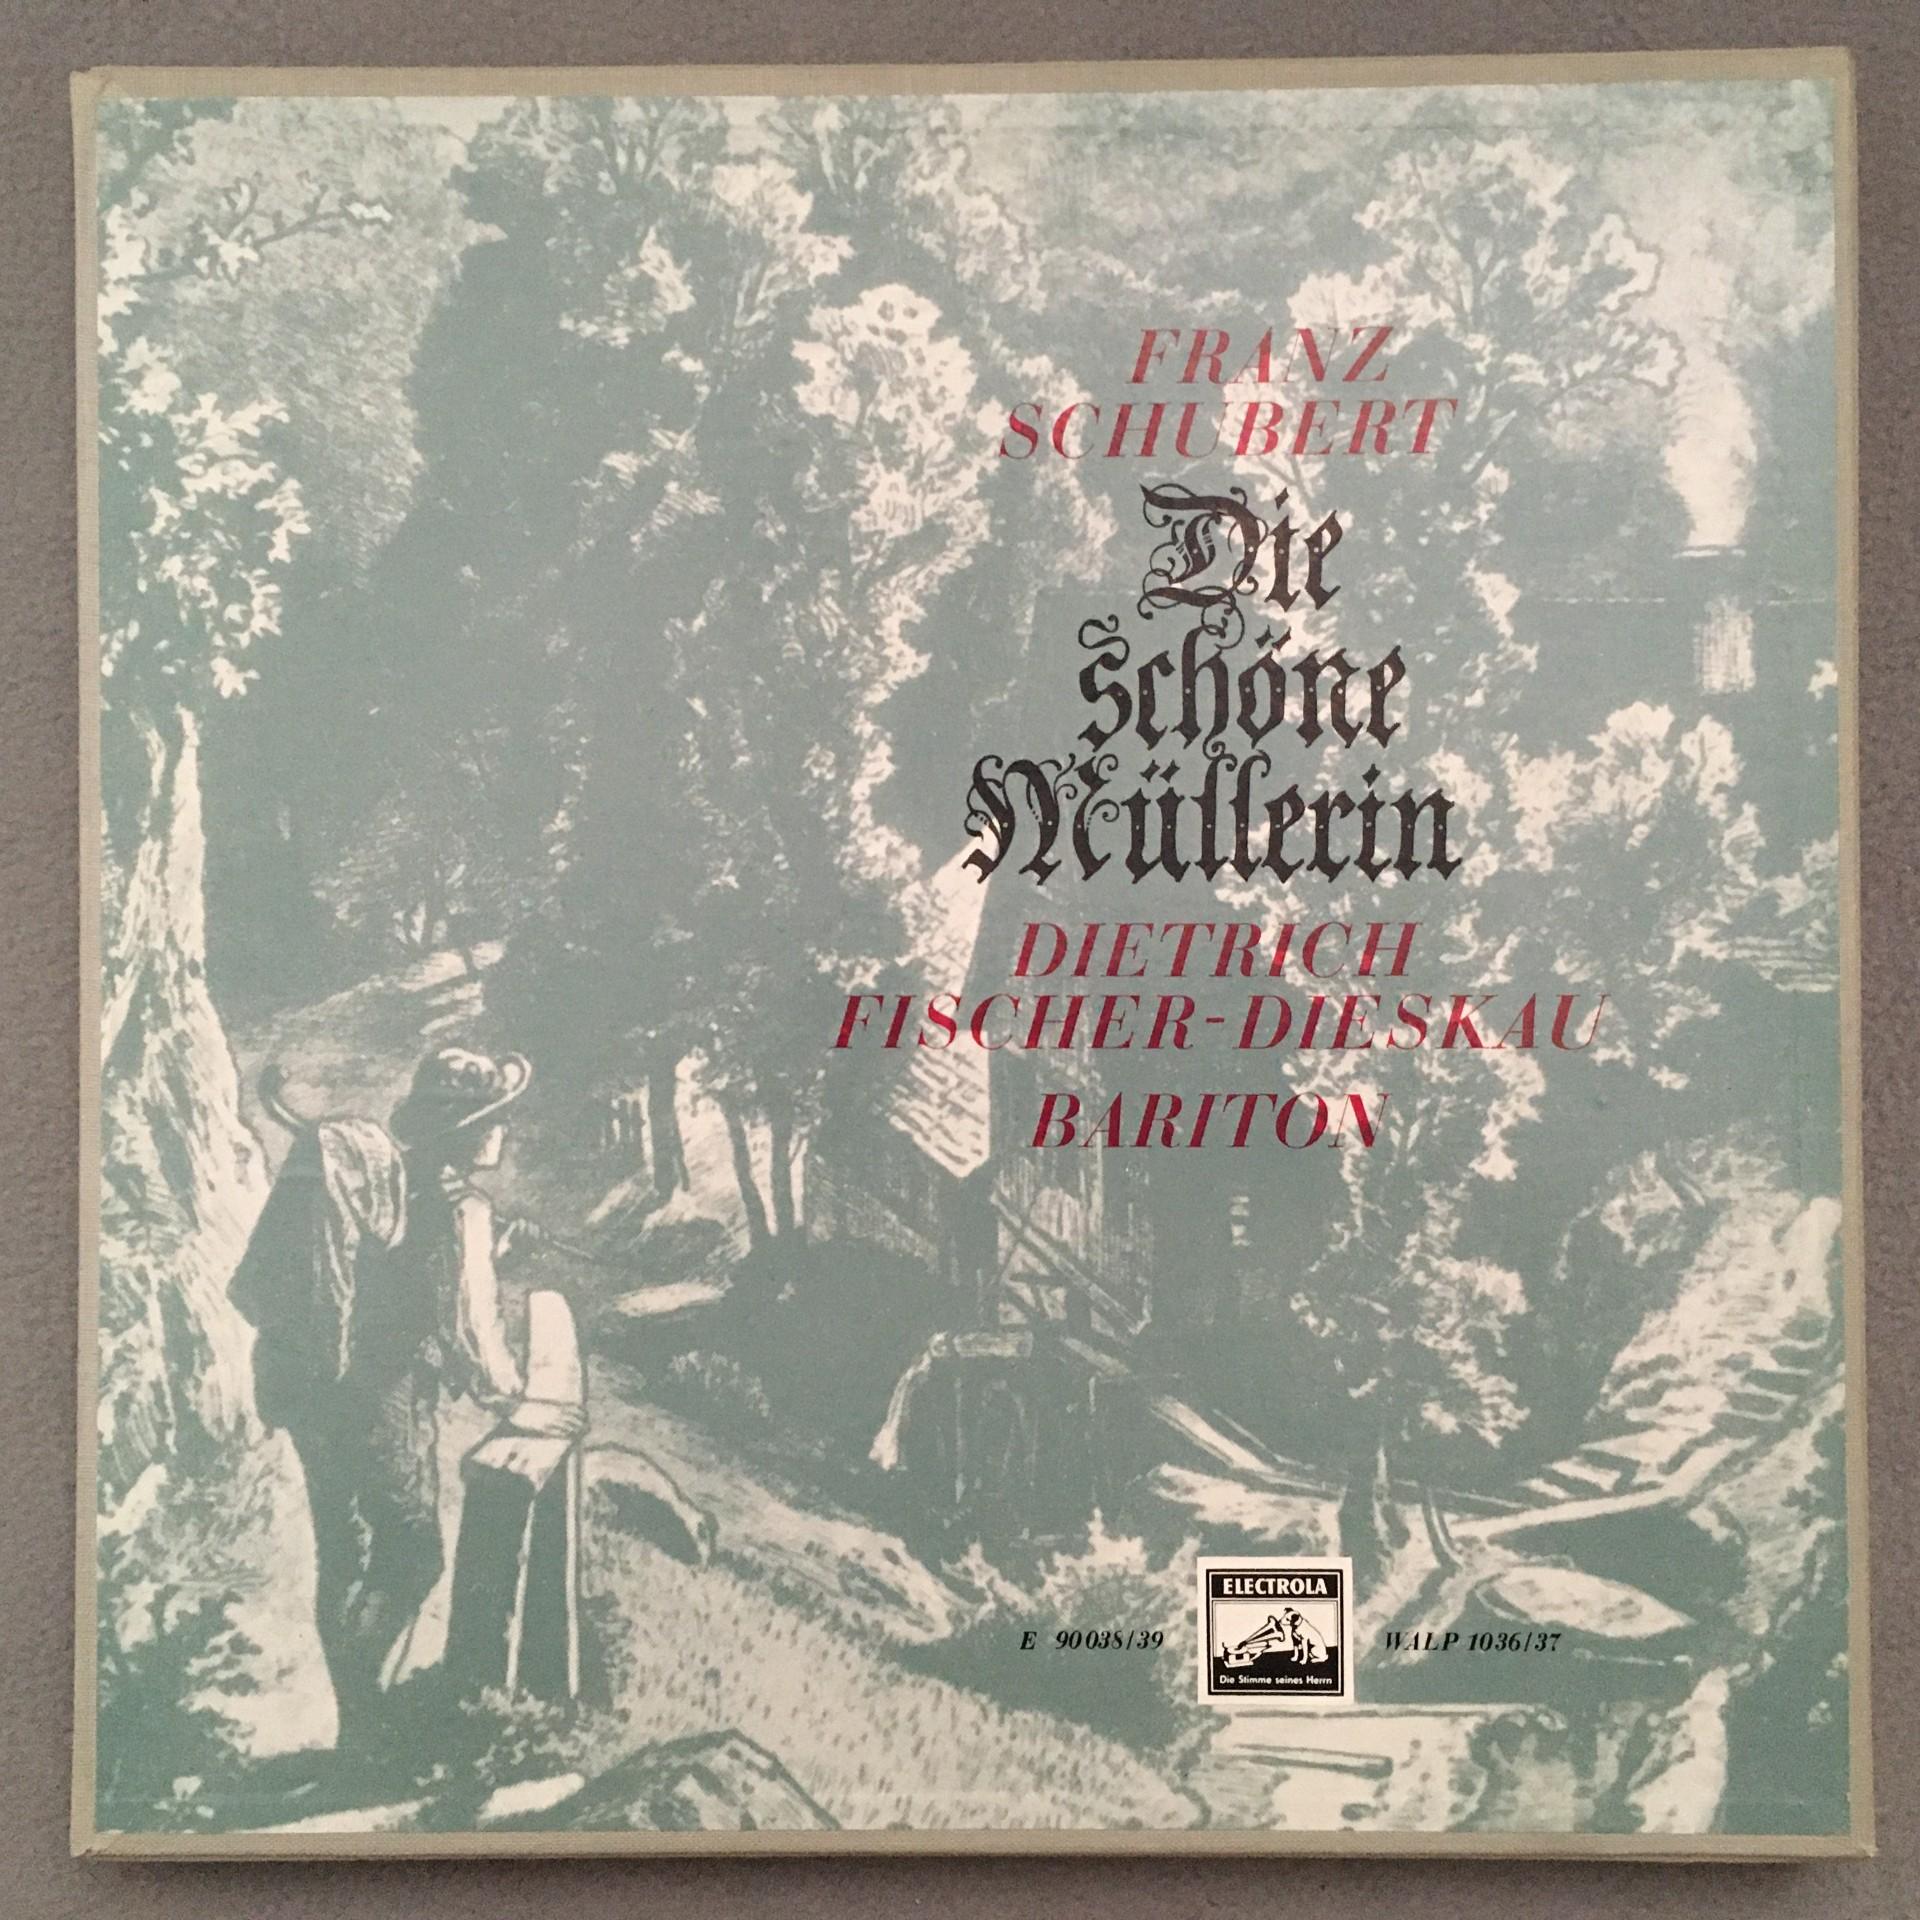 FRANZ
SCHUBERT
Die
schöne
Müllerin
DIETRICH
FISCHER-DIESKAU
BARITON
E 90038/39
ELECTROLA
Die Stimme seines Herrn
WALP 1036/37